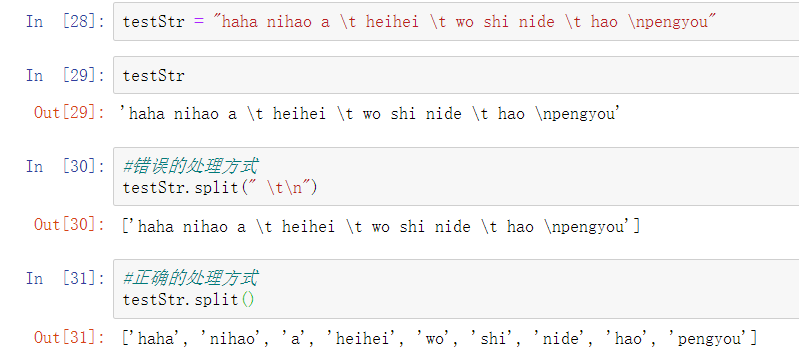 In [28]: testStr = "haha nihao a \t heihei \t wo shi nide \t hao \npengyou"
In [29]: testStr
Out[29]: 'haha nihao a \t heihei \t wo shi nide \t hao \npengyou'
In [30]: #错误的处理方式
testStr.split(" \t\n")
Out[30]: ['haha nihao a \t heihei \t wo shi nide \t hao \npengyou']
In [31]: #正确的处理方式
testStr.split()
Out[31]: ['haha', 'nihao', 'a', 'heihei', 'wo', 'shi', 'nide', 'hao', 'pengyou']